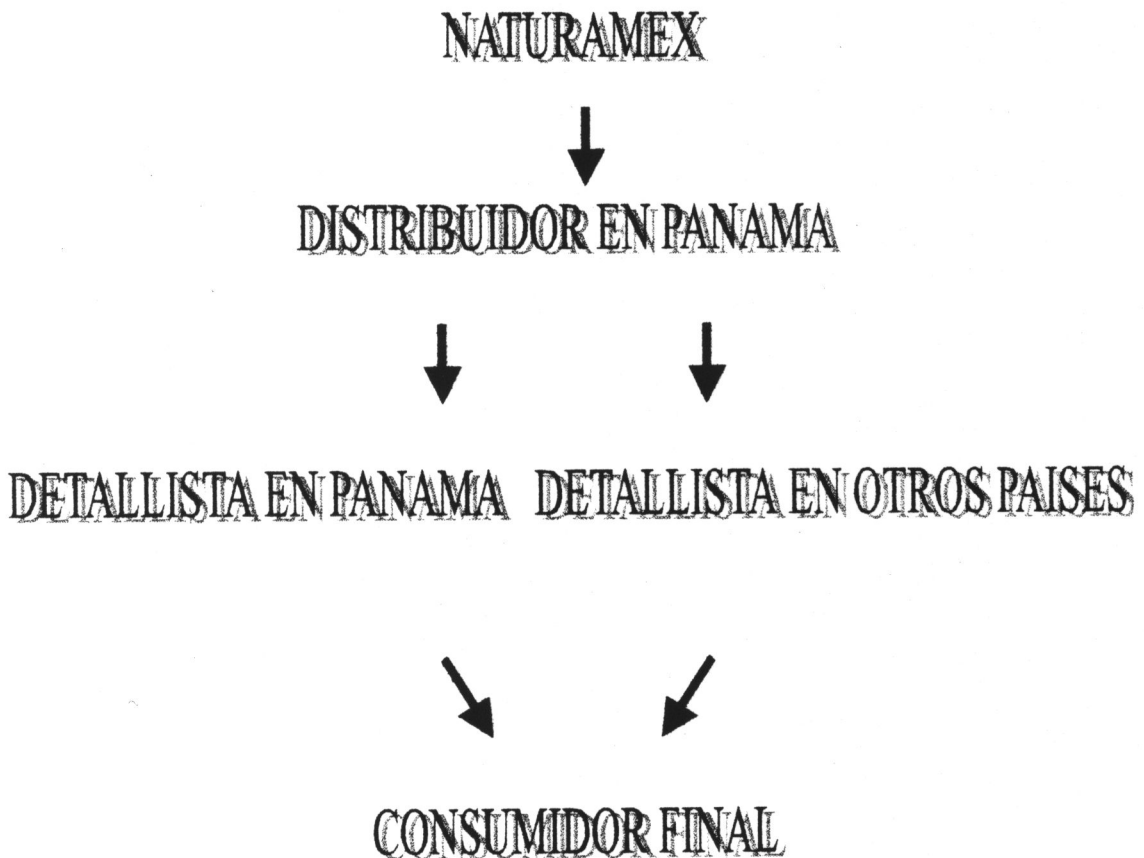 NATURAMEX
DISTRIBUIDOR EN PANAMA
DETALLISTA EN PANAMA DETALLISTA EN OTROS PAISES
CONSUMIDOR FINAL